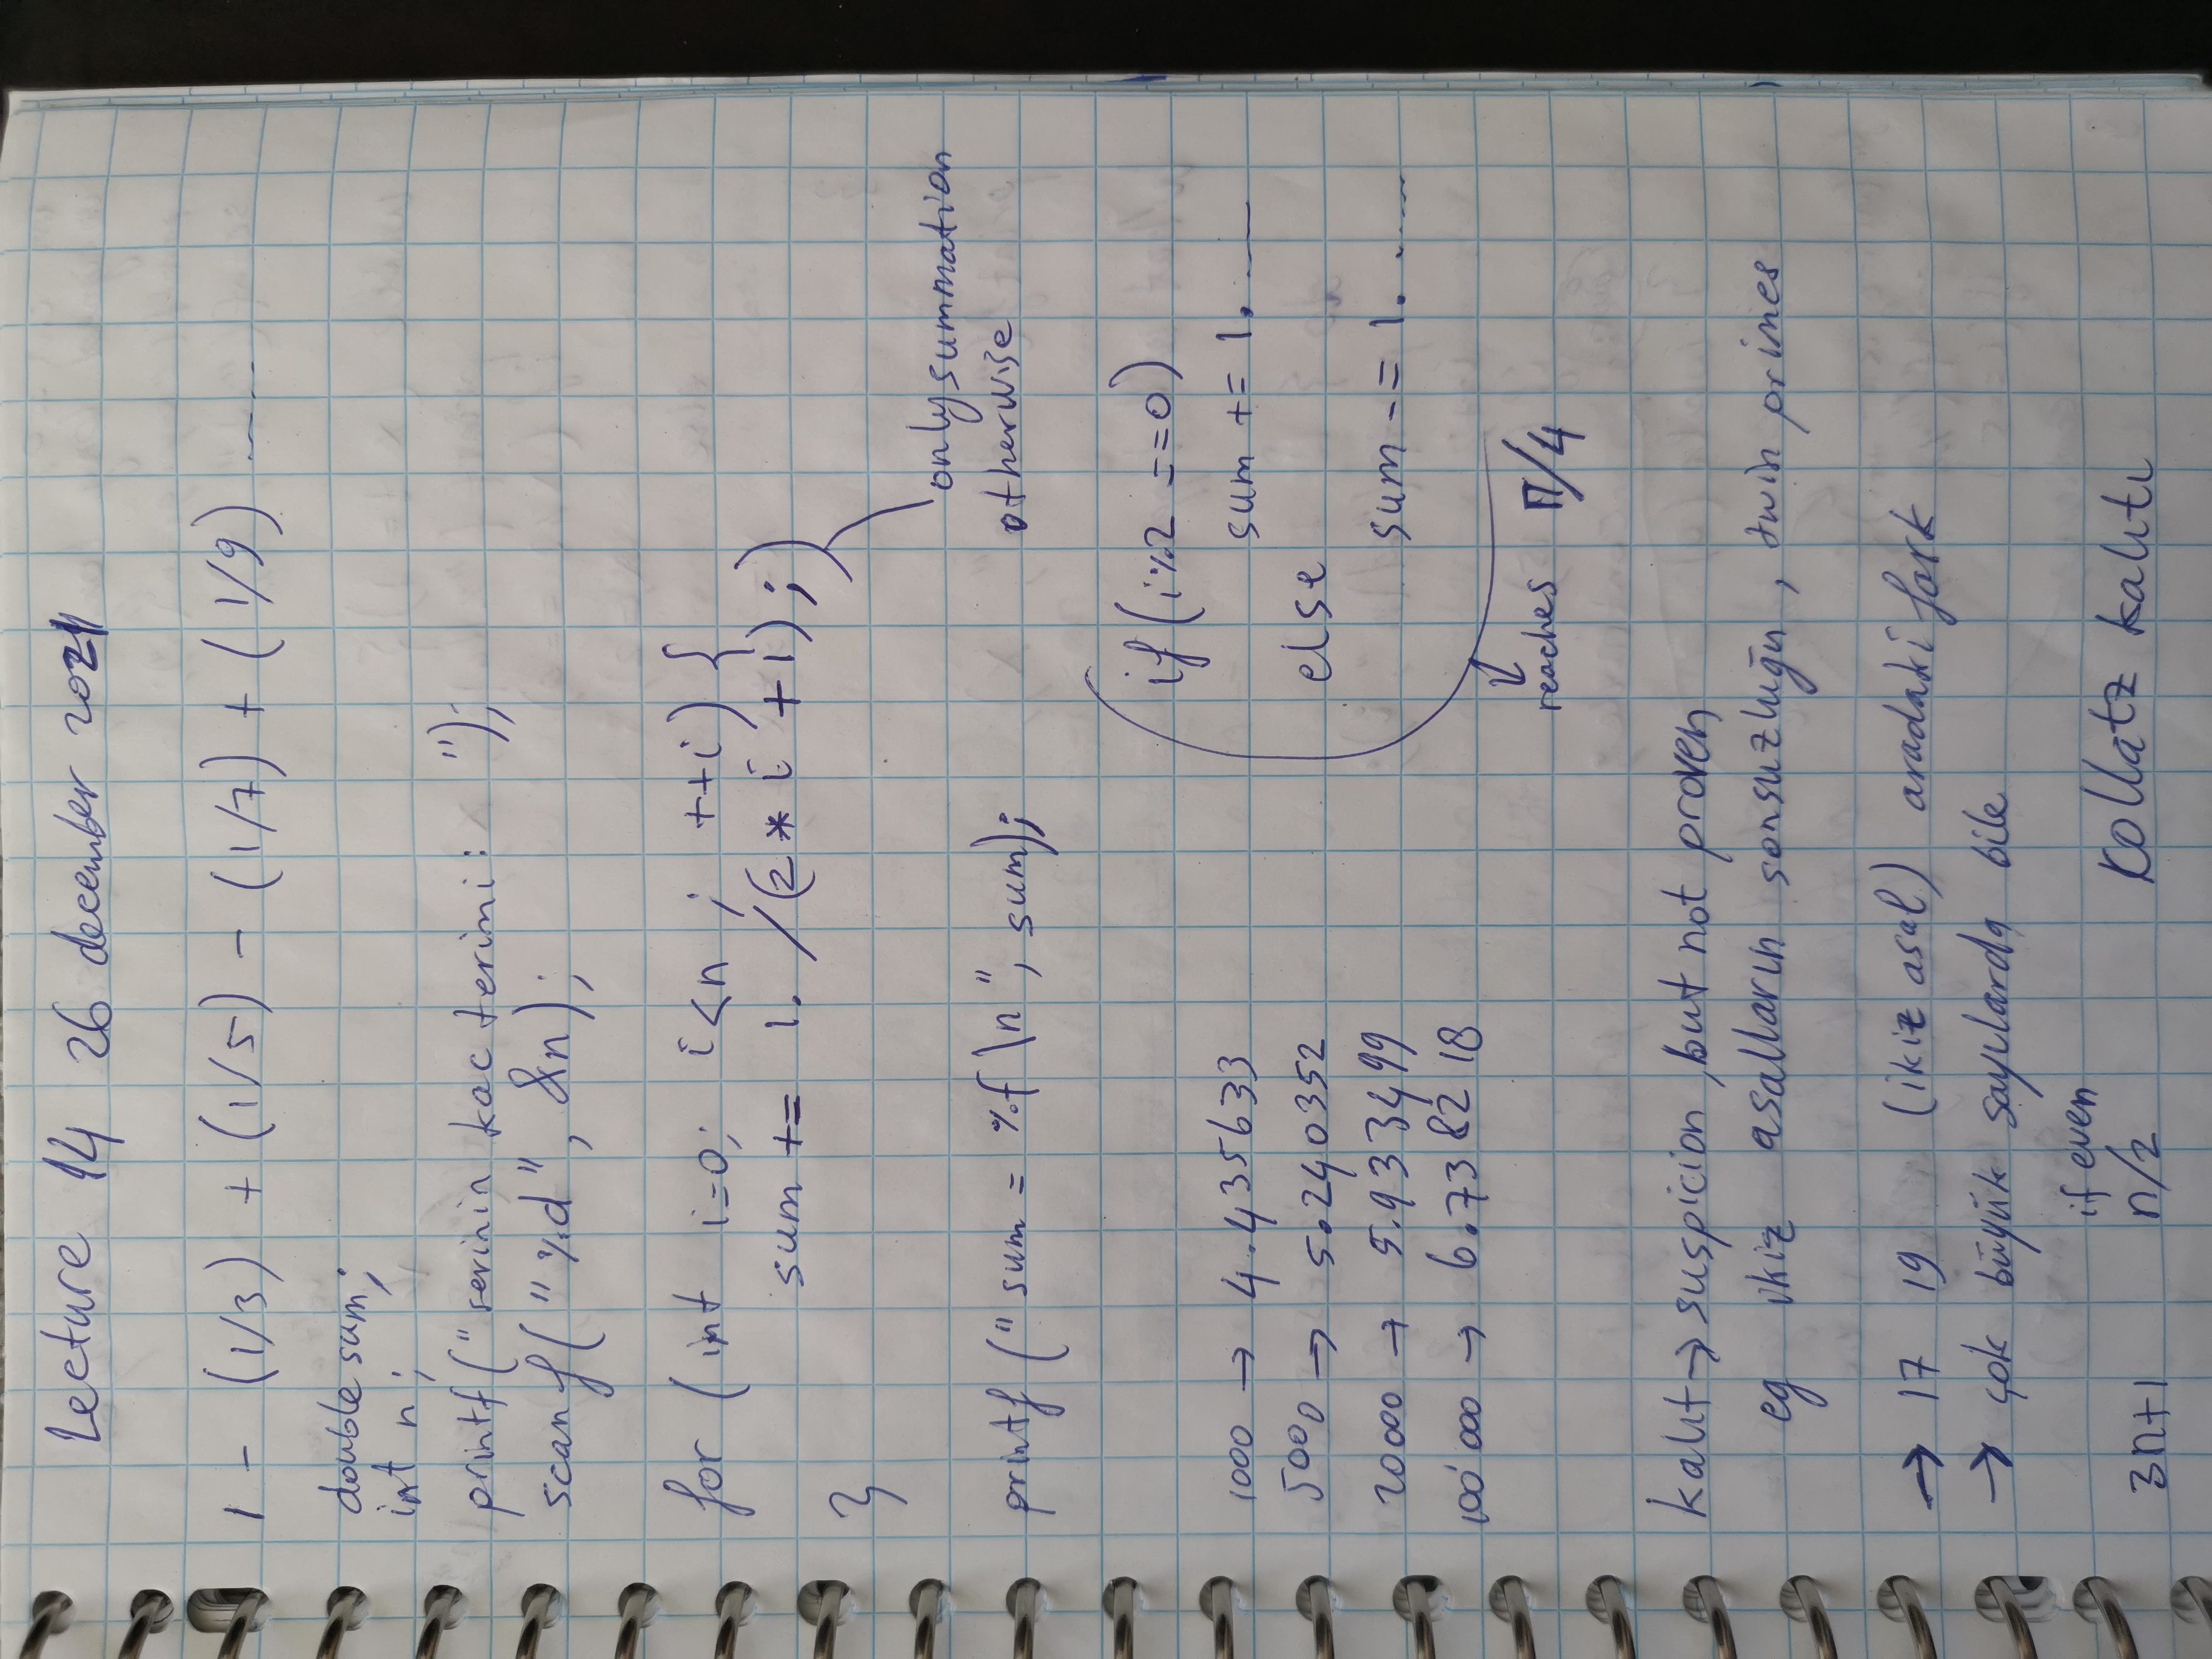 Lecture 14 26 december 2021
1 - (1/3) + (1/5) - (1/7) + (1/9) ......
double sum;
int n;
printf("serinin kac terimi: ");
scanf("%d", &n);
for (int i=0; i<n ; ++i) {
sum += 1. /(2 * i +1);
}
only summation
otherwise
printf ("sum = %f \n", sum);
if(i%2 ==0)
sum += 1. ___
else
sum -= 1. .....
reaches π/4
1000 → 4.435633
5000 → 5.240352
20000 → 5.933499
100'000 → 6.738218
kalıt → suspicion, but not proven
eg ikiz asalların sonsuzluğu, twin primes
→ 17 19 (ikiz asal) aradaki fark
→ çok büyük sayılarda bile
if even
3n+1 n/2 Kollatz kalıtı